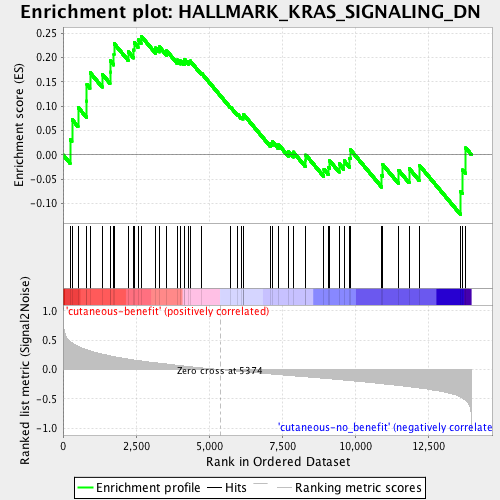 Enrichment plot: HALLMARK_KRAS_SIGNALING_DN
Enrichment score (ES)
0.25
0.20
0.15
0.10
0.05
0.00
-0.05
-0.10
'cutaneous-benefit' (positively correlated)
Ranked list metric (Signal2Noise)
1.0
0.5
0.0
-0.5
-1.0
Zero cross at 5374
'cutaneous-no_benefit' (negatively correlate
0
2,500
5,000
7,500
10,000
12,500
Rank in Ordered Dataset
Enrichment profile
Hits
Ranking metric scores